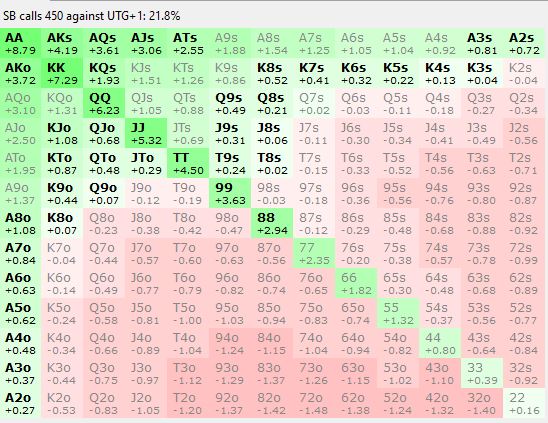 SB calls 450 against UTG+1: 21.8%
AA AKs AQs AJs ATs A9s A8s A7s A6s A5s A4s A3s A2s
+8.79 +4.19 +3.61 +3.06 +2.55 +1.88 +1.54 +1.25 +1.05 +1.04 +0.92 +0.81 +0.72
AKo KK KQs KJs KTs K9s K8s K7s K6s K5s K4s K3s K2s
+3.72 +7.29 +1.93 +1.51 +1.26 +0.86 +0.52 +0.41 +0.32 +0.22 +0.13 +0.04 -0.04
AQo KQo QQ QJs QTs Q9s Q8s Q7s Q6s Q5s Q4s Q3s Q2s
+3.10 +1.31 +6.23 +1.05 +0.88 +0.49 +0.21 +0.02 -0.03 -0.11 -0.18 -0.27 -0.34
AJo KJo QJo JJ JTs J9s J8s J7s J6s J5s J4s J3s J2s
+2.50 +1.08 +0.68 +5.32 +0.69 +0.31 +0.06 -0.11 -0.30 -0.34 -0.41 -0.49 -0.56
ATo KTo QTo JTo TT T9s T8s T7s T6s T5s T4s T3s T2s
+1.95 +0.87 +0.48 +0.29 +4.50 +0.24 +0.02 -0.15 -0.33 -0.52 -0.56 -0.63 -0.71
A9o K9o Q9o J9o T9o 99 98s 97s 96s 95s 94s 93s 92s
+1.37 +0.44 +0.07 -0.12 -0.19 +3.63 -0.03 -0.18 -0.36 -0.56 -0.76 -0.80 -0.87
A8o K8o Q8o J8o T8o 98o 88 87s 86s 85s 84s 83s 82s
+1.08 +0.07 -0.23 -0.38 -0.42 -0.47 +2.94 -0.12 -0.29 -0.48 -0.68 -0.88 -0.92
A7o K7o Q7o J7o T7o 97o 87o 77 76s 75s 74s 73s 72s
+0.84 -0.04 -0.44 -0.57 -0.60 -0.63 -0.56 +2.35 -0.20 -0.38 -0.57 -0.78 -0.99
A6o K6o Q6o J6o T6o 96o 86o 76o 66 65s 64s 63s 62s
+0.63 -0.14 -0.49 -0.77 -0.79 -0.82 -0.74 -0.65 +1.82 -0.30 -0.48 -0.68 -0.89
A5o K5o Q5o J5o T5o 95o 85o 75o 65o 55 54s 53s 52s
+0.62 -0.24 -0.58 -0.81 -1.00 -1.03 -0.94 -0.83 -0.74 +1.32 -0.37 -0.56 -0.77
A4o K4o Q4o J4o T4o 94o 84o 74o 64o 54o 44 43s 42s
+0.48 -0.34 -0.66 -0.89 -1.04 -1.24 -1.15 -1.04 -0.94 -0.82 +0.80 -0.64 -0.84
A3o K3o Q3o J3o T3o 93o 83o 73o 63o 53o 43o 33 32s
+0.37 -0.44 -0.75 -0.97 -1.12 -1.29 -1.37 -1.26 -1.15 -1.02 -1.10 +0.39 -0.92
A2o K2o Q2o J2o T2o 92o 82o 72o 62o 52o 42o 32o 22
+0.27 -0.53 -0.83 -1.05 -1.20 -1.37 -1.42 -1.48 -1.38 -1.24 -1.32 -1.40 +0.16